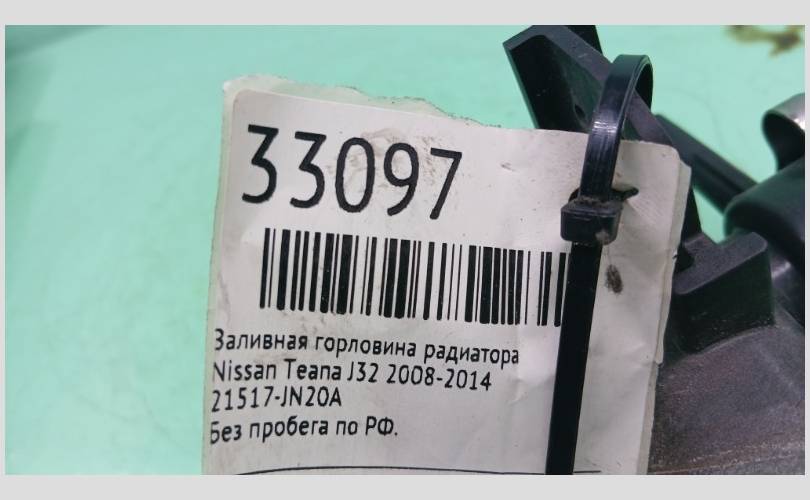 33097
Заливная горловина радиатора
Nissan Teana J32 2008-2014
21517-JN20A
Без пробега по РФ.